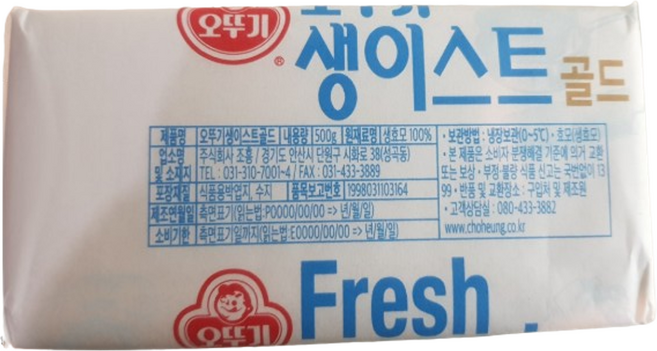 오뚜기
오뚜기
®
생이스트 골드
제품명 오뚜기생이스트골드 내용량 500g 원재료명 생효모 100%
업소명 및 소재지 주식회사 조흥 / 경기도 안산시 단원구 시화로 38(성곡동)
TEL : 031-310-7001~4 / FAX : 031-433-3889
포장재질 식품용방업지, 수지 품목보고번호 1998031103164
제조연월일 측면표기(읽는법:P0000/00/00 => 년/월/일)
소비기한 측면표기일까지(읽는법:E0000/00/00 => 년/월/일)
· 보관방법 : 냉장보관(0~5℃) · 효모(생효모)
· 본 제품은 소비자 분쟁해결 기준에 의거 교환
또는 보상 · 부정·불량 식품 신고는 국번없이 13
99 · 반품 및 교환장소 : 구입처 및 제조원
· 고객상담실 : 080-433-3882
www.choheung.co.kr
Fresh
오뚜기